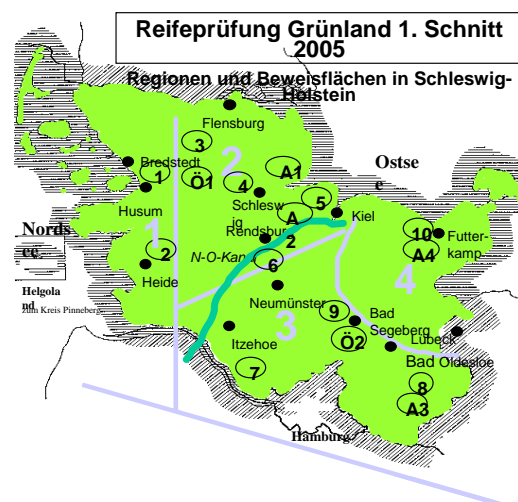 Reifeprüfung Grünland 1. Schnitt
2005
Regionen und Beweisflächen in Schleswig-
Holstein
Flensburg
3
2
Bredstedt
1
Ö1
4
A1
Ostse
e
Schlesw
ig
5
Husum
A
2
Kiel
Nords
ee
1
Rendsburg
10
Futter-
kamp
A4
2
N-O-Kanal
6
4
Heide
Helgola
nd
zum Kreis Pinneberg
Neumünster
3
9
Bad
Segeberg
Itzehoe
Ö2
Lübeck
Bad Oldesloe
7
8
A3
Hamburg